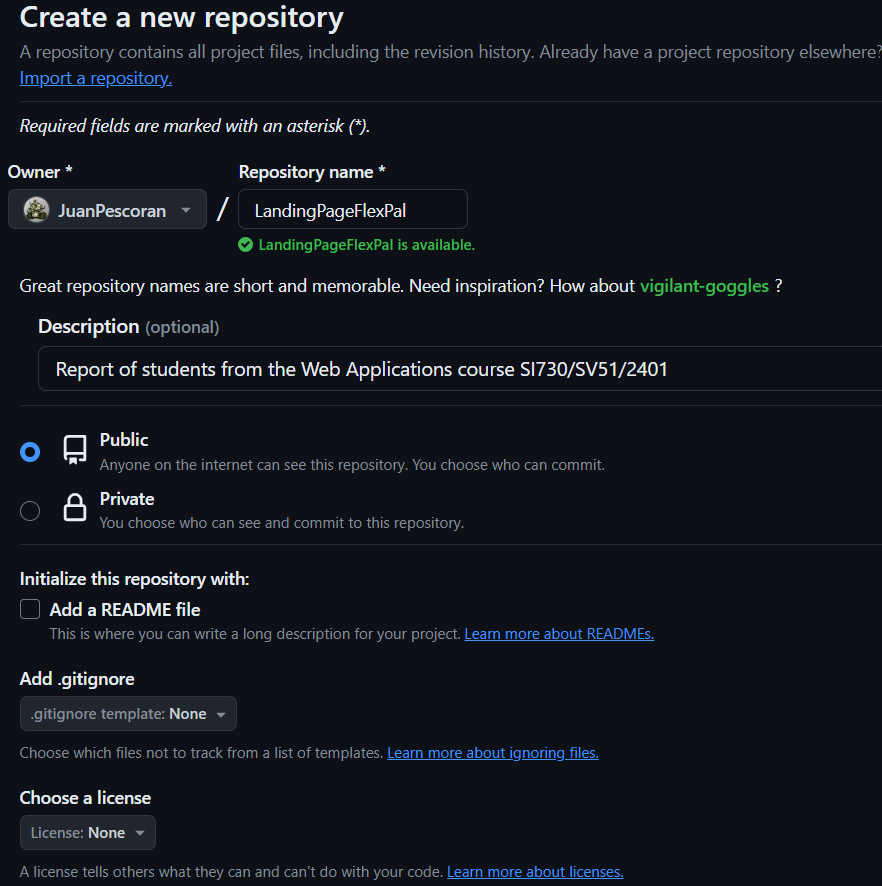 Create a new repository
A repository contains all project files, including the revision history. Already have a project repository elsewhere?
Import a repository.
Required fields are marked with an asterisk (*).
Owner *
Repository name *
JuanPescoran
/
LandingPageFlexPal
LandingPageFlexPal is available.
Great repository names are short and memorable. Need inspiration? How about vigilant-goggles ?
Description (optional)
Report of students from the Web Applications course SI730/SV51/2401
Public
Anyone on the internet can see this repository. You choose who can commit.
Private
You choose who can see and commit to this repository.
Initialize this repository with:
Add a README file
This is where you can write a long description for your project. Learn more about READMEs.
Add .gitignore
.gitignore template: None
Choose which files not to track from a list of templates. Learn more about ignoring files.
Choose a license
License: None
A license tells others what they can and can't do with your code. Learn more about licenses.